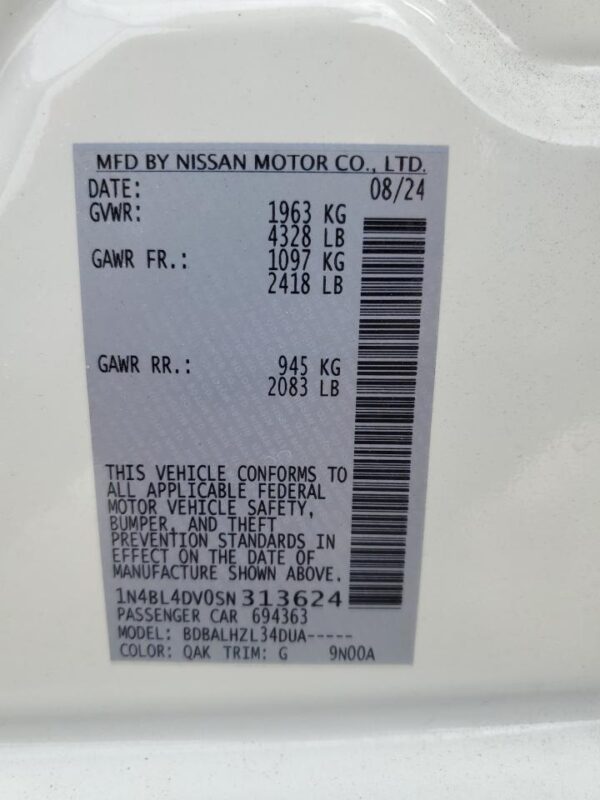 MFD BY NISSAN MOTOR CO., LTD.
DATE: 08/24
GVWR: 1963 KG
4328 LB
GAWR FR.: 1097 KG
2418 LB
GAWR RR.: 945 KG
2083 LB
THIS VEHICLE CONFORMS TO
ALL APPLICABLE FEDERAL
MOTOR VEHICLE SAFETY,
BUMPER, AND THEFT
PREVENTION STANDARDS IN
EFFECT ON THE DATE OF
MANUFACTURE SHOWN ABOVE.
1N4BL4DV0SN313624
PASSENGER CAR 694363
MODEL: BDBALHZL34DUA-----
COLOR: QAK TRIM: G 9N00A